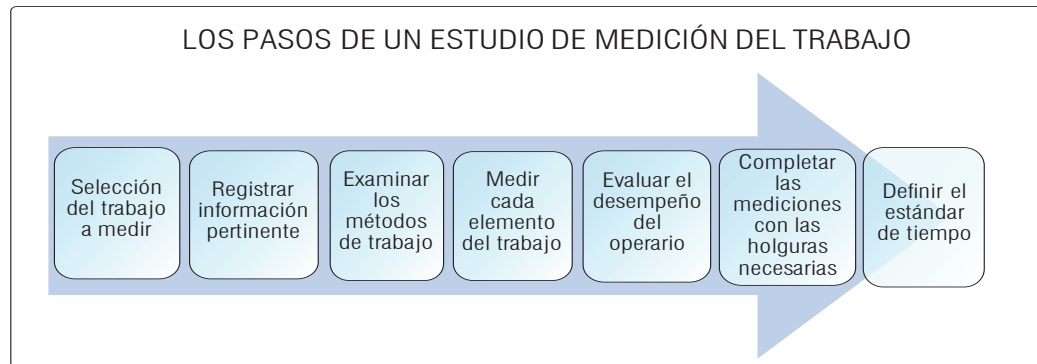 LOS PASOS DE UN ESTUDIO DE MEDICIÓN DEL TRABAJO
Selección
del trabajo
a medir
Registrar
información
pertinente
Examinar
los
métodos
de trabajo
Medir
cada
elemento
del trabajo
Evaluar el
desempeño
del
operario
Completar
las
mediciones
con las
holguras
necesarias
Definir el
estándar
de tiempo